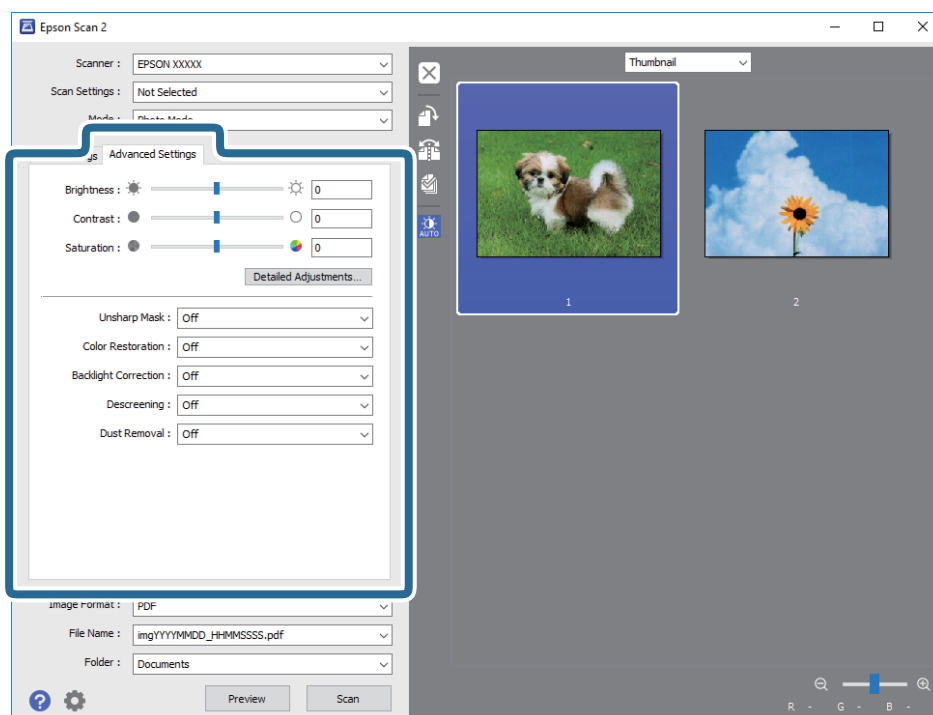 Epson Scan 2
Scanner : EPSON XXXXX
Scan Settings : Not Selected
Thumbnail
Advanced Settings
Brightness : 0
Contrast : 0
Saturation : 0
Detailed Adjustments...
Unsharp Mask : Off
Color Restoration : Off
Backlight Correction : Off
Descreening : Off
Dust Removal : Off
AUTO
1
2
Image Format : PDF
File Name : imgYYYYMMDD_HHMMSSSS.pdf
Folder : Documents
Preview
Scan
R - G - B -